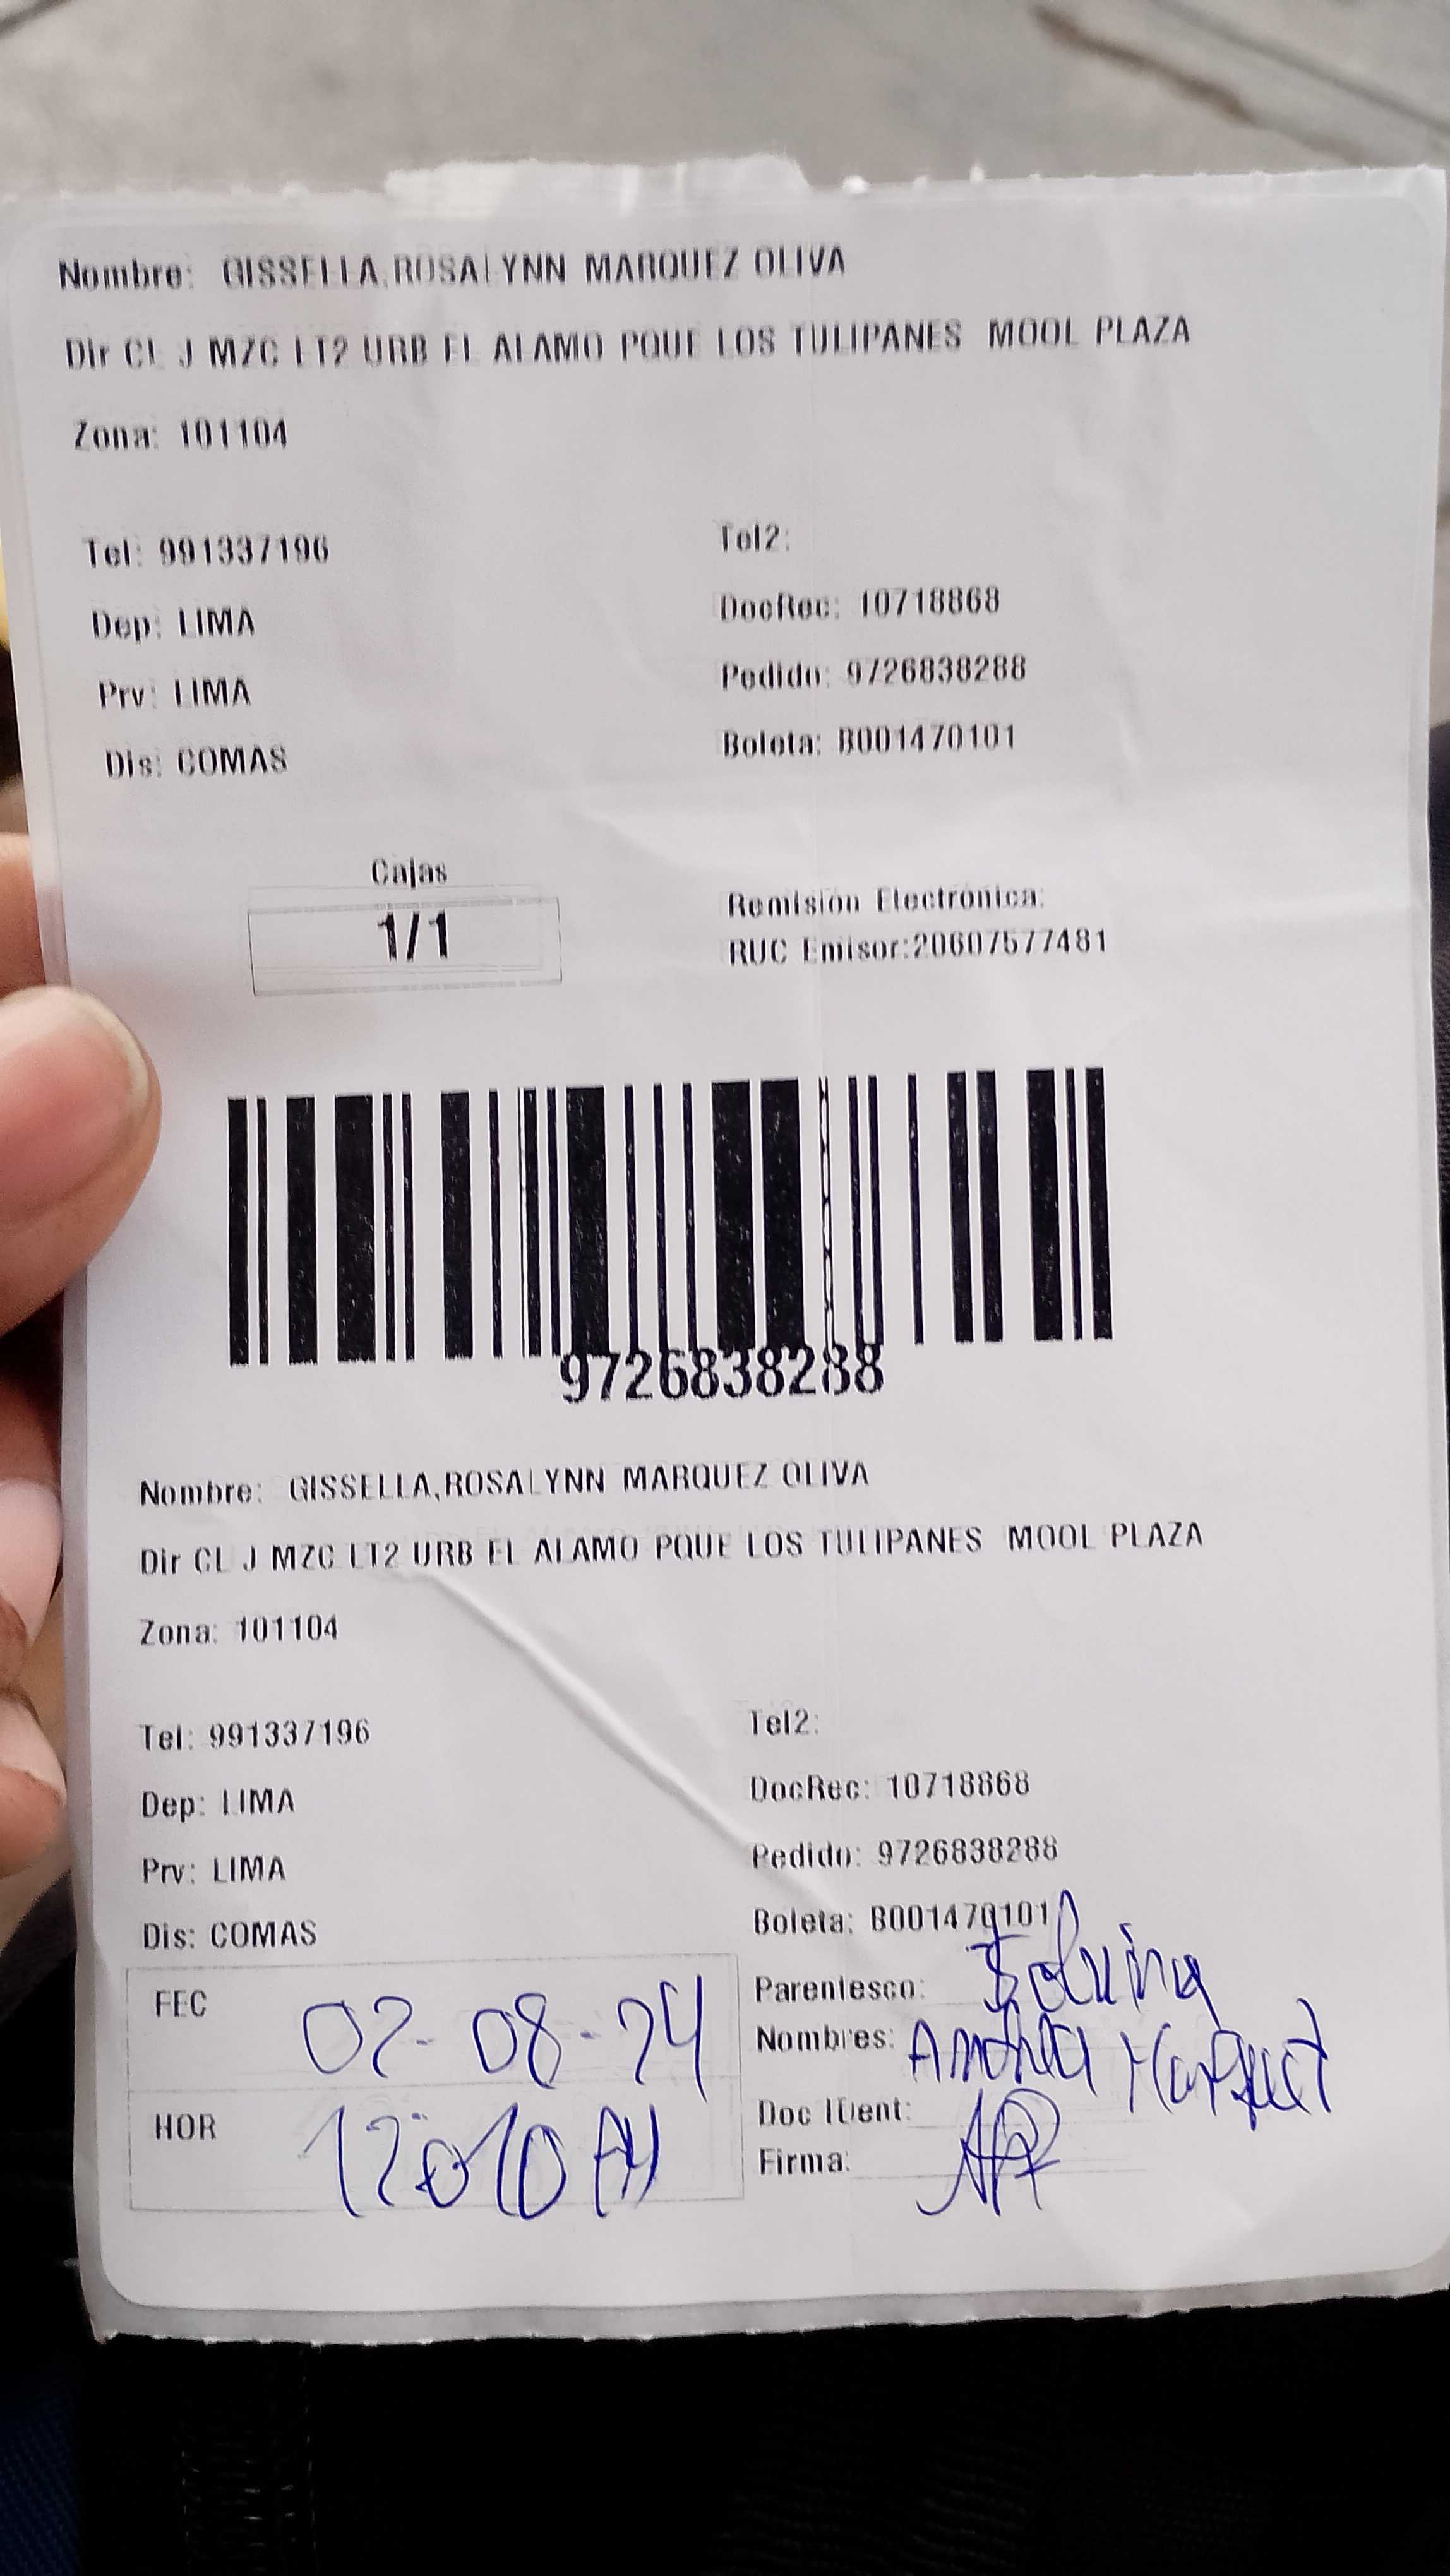 Nombre: GISSELLA,ROSALYNN MARQUEZ OLIVA
Dir CL J MZC LT2 URB EL ALAMO PQUE LOS TULIPANES MOOL PLAZA
Zona: 101104
Tel: 991337196 Tel2:
Dep: LIMA DocRec: 10718868
Prv: LIMA Pedido: 9726838288
Dis: COMAS Boleta: B001470101
Cajas
1/1
Remisión Electrónica:
RUC Emisor:20607577481
9726838288
Nombre: GISSELLA,ROSALYNN MARQUEZ OLIVA
Dir CL J MZC LT2 URB EL ALAMO PQUE LOS TULIPANES MOOL PLAZA
Zona: 101104
Tel: 991337196 Tel2:
Dep: LIMA DocRec: 10718868
Prv: LIMA Pedido: 9726838288
Dis: COMAS Boleta: B001470101
FEC 02-08-24
HOR
Parentesco: Sobrina
Nombres: Andrea Marquez
Doc IDent:
Firma: